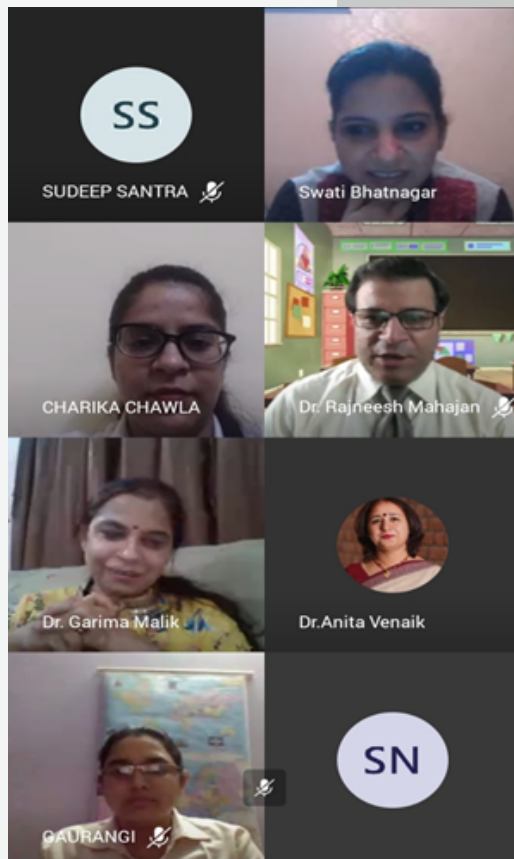 SS
SUDEEP SANTRA
Swati Bhatnagar
CHARIKA CHAWLA
Dr. Rajneesh Mahajan
Dr. Garima Malik
Dr.Anita Venaik
GAURANGI
SN